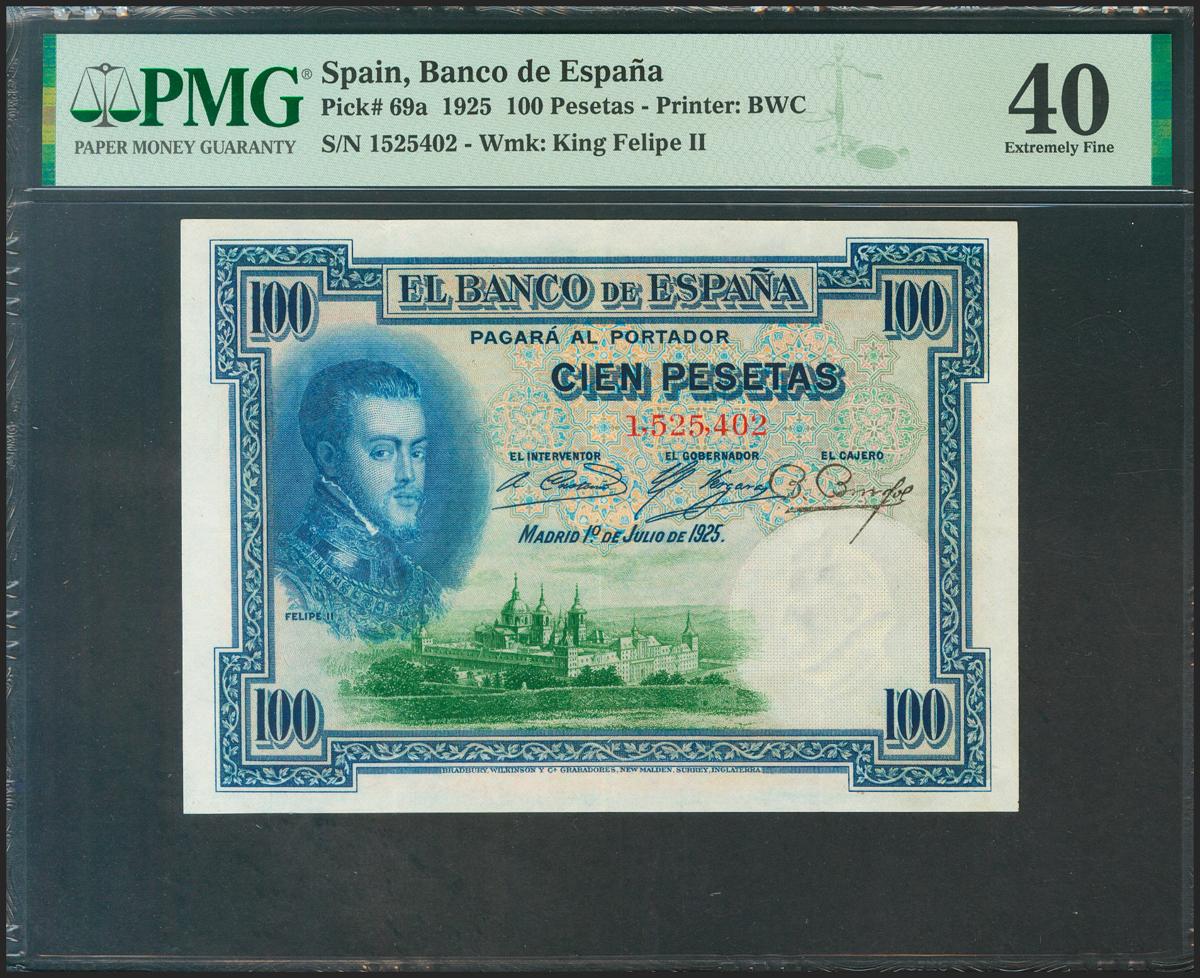 PMG®
PAPER MONEY GUARANTY
Spain, Banco de España
Pick# 69a 1925 100 Pesetas - Printer: BWC
S/N 1525402 - Wmk: King Felipe II
40
Extremely Fine
100
EL BANCO DE ESPAÑA
100
PAGARÁ AL PORTADOR
CIEN PESETAS
1,525,402
EL INTERVENTOR EL GOBERNADOR EL CAJERO
MADRID 1º DE JULIO DE 1925.
FELIPE II
100
100
BRADBURY, WILKINSON Y Cª GRABADORES, NEW MALDEN, SURREY, INGLATERRA